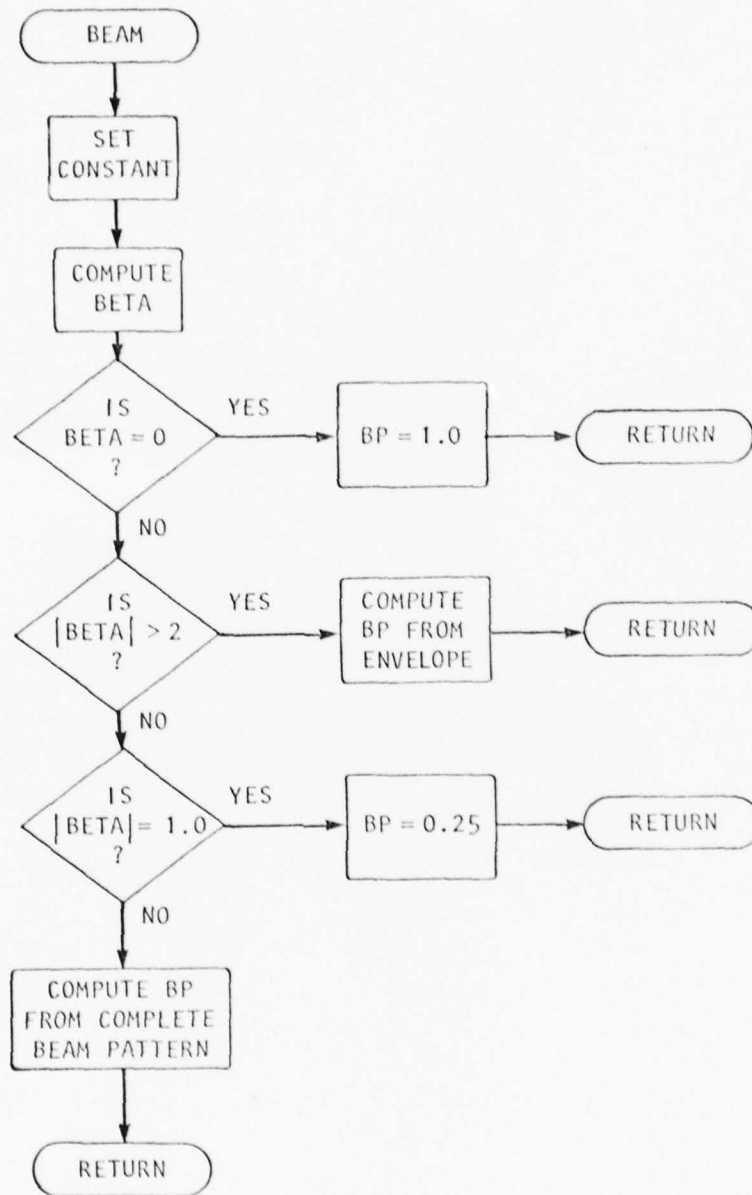 BEAM
SET
CONSTANT
COMPUTE
BETA
IS
BETA = 0
?
YES
BP = 1.0
RETURN
NO
IS
|BETA| > 2
?
YES
COMPUTE
BP FROM
ENVELOPE
RETURN
NO
IS
|BETA| = 1.0
?
YES
BP = 0.25
RETURN
NO
COMPUTE BP
FROM COMPLETE
BEAM PATTERN
RETURN